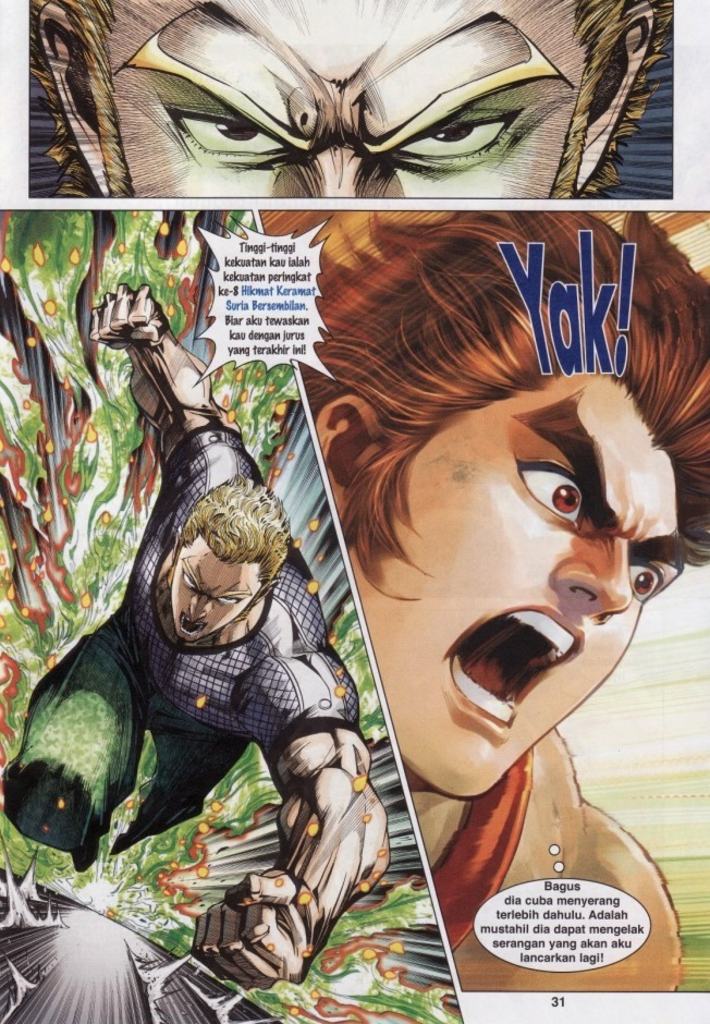 Tinggi-tinggi
kekuatan kau ialah
kekuatan peringkat
ke-8 Hikmat Keramat
Suria Bersembilan.
Biar aku tewaskan
kau dengan jurus
yang terakhir ini!
Yak!
Bagus
dia cuba menyerang
terlebih dahulu. Adalah
mustahil dia dapat mengelak
serangan yang akan aku
lancarkan lagi!
31